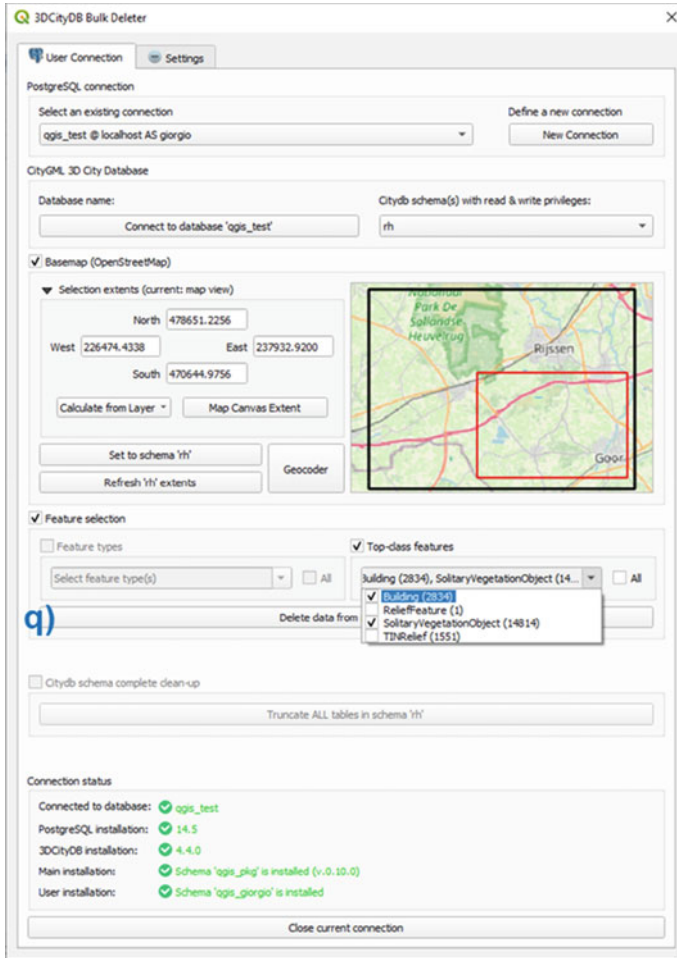 3DCityDB Bulk Deleter
User Connection
Settings
PostgreSQL connection
Select an existing connection
Define a new connection
qgis_test @ localhost AS giorgio
New Connection
CityGML 3D City Database
Database name:
Citydb schema(s) with read & write privileges:
Connect to database 'qgis_test'
rh
Basemap (OpenStreetMap)
Selection extents (current: map view)
North 478651.2256
West 226474.4338 East 237932.9200
South 470644.9756
Calculate from Layer
Map Canvas Extent
Set to schema 'rh'
Refresh 'rh' extents
Geocoder
Nationaal
Park De
Sallandse
Heuvelrug
Rijssen
Goor
Feature selection
Feature types
Top-class features
Select feature type(s)
All
Building (2834), SolitaryVegetationObject (14...
All
Building (2834)
ReliefFeature (1)
SolitaryVegetationObject (14814)
TINRelief (1551)
q)
Delete data from
Citydb schema complete clean-up
Truncate ALL tables in schema 'rh'
Connection status
Connected to database: qgis_test
PostgreSQL installation: 14.5
3DCityDB installation: 4.4.0
Main installation: Schema 'qgis_pkg' is installed (v.0.10.0)
User installation: Schema 'qgis_giorgio' is installed
Close current connection